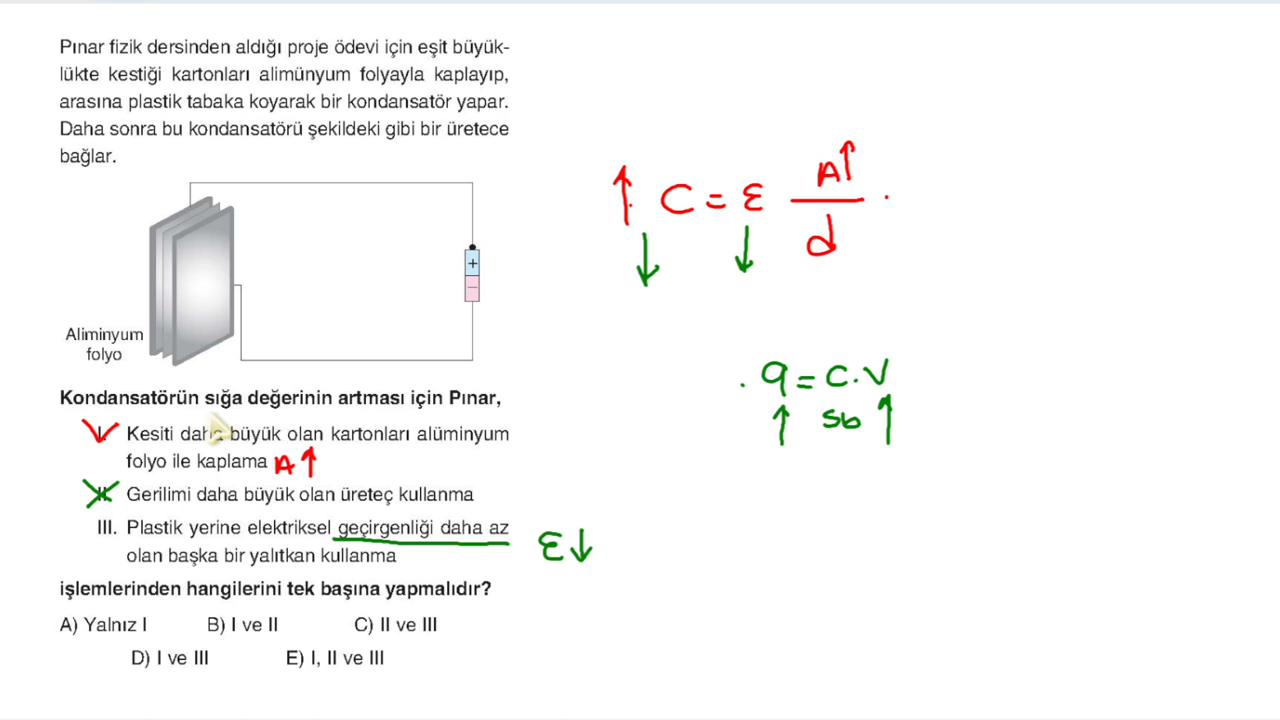 Pınar fizik dersinden aldığı proje ödevi için eşit büyük-
lükte kestiği kartonları alimünyum folyayla kaplayıp,
arasına plastik tabaka koyarak bir kondansatör yapar.
Daha sonra bu kondansatörü şekildeki gibi bir üretece
bağlar.
+
−
Aliminyum
folyo
Kondansatörün sığa değerinin artması için Pınar,
I. Kesiti daha büyük olan kartonları alüminyum
folyo ile kaplama A↑
II. Gerilimi daha büyük olan üreteç kullanma
III. Plastik yerine elektriksel geçirgenliği daha az
olan başka bir yalıtkan kullanma
ε↓
işlemlerinden hangilerini tek başına yapmalıdır?
A) Yalnız I B) I ve II C) II ve III
D) I ve III E) I, II ve III
↑ C = ε A↑
d
↓ ↓
. q = C.V
↑ sb ↑